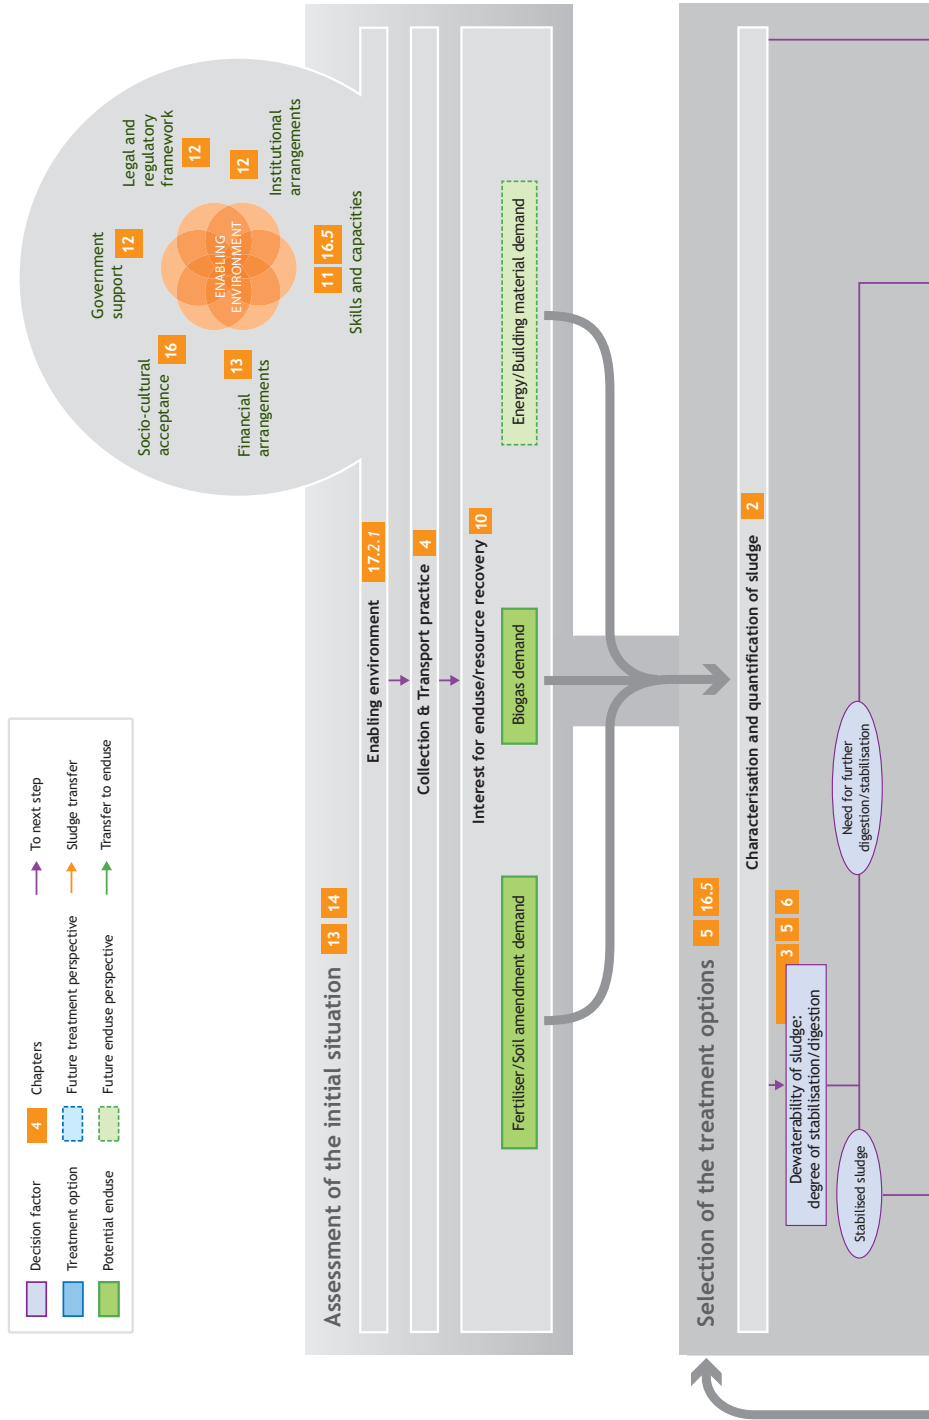 Decision factor
Treatment option
Potential enduse
4 Chapters
Future treatment perspective
Future enduse perspective
To next step
Sludge transfer
Transfer to enduse
Socio-cultural
acceptance
16
Government
support
12
Legal and
regulatory
framework
12
Financial
arrangements
13
ENABLING
ENVIRONMENT
Institutional
arrangements
12
11 16.5
Skills and capacities
Assessment of the initial situation 13 14
Enabling environment 17.2.1
Collection & Transport practice 4
Interest for enduse/resource recovery 10
Fertiliser/Soil amendment demand
Biogas demand
Energy/Building material demand
Selection of the treatment options 5 16.5
Characterisation and quantification of sludge 2
3 5 6
Dewaterability of sludge:
degree of stabilisation/digestion
Stabilised sludge
Need for further
digestion/stabilisation